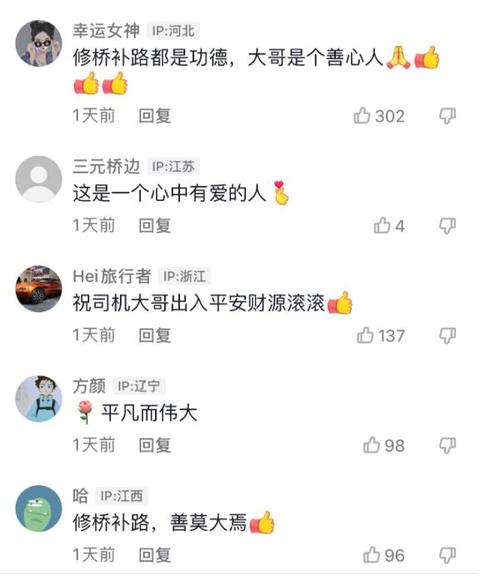 幸运女神 IP:河北
修桥补路都是功德，大哥是个善心人🙏👍
👍👍
1天前 回复 302
三元桥边 IP:江苏
这是一个心中有爱的人🫰
1天前 回复 4
Hei旅行者 IP:浙江
祝司机大哥出入平安财源滚滚👍
1天前 回复 137
方颜 IP:辽宁
🌹平凡而伟大
1天前 回复 98
哈 IP:江西
修桥补路，善莫大焉👍
1天前 回复 96